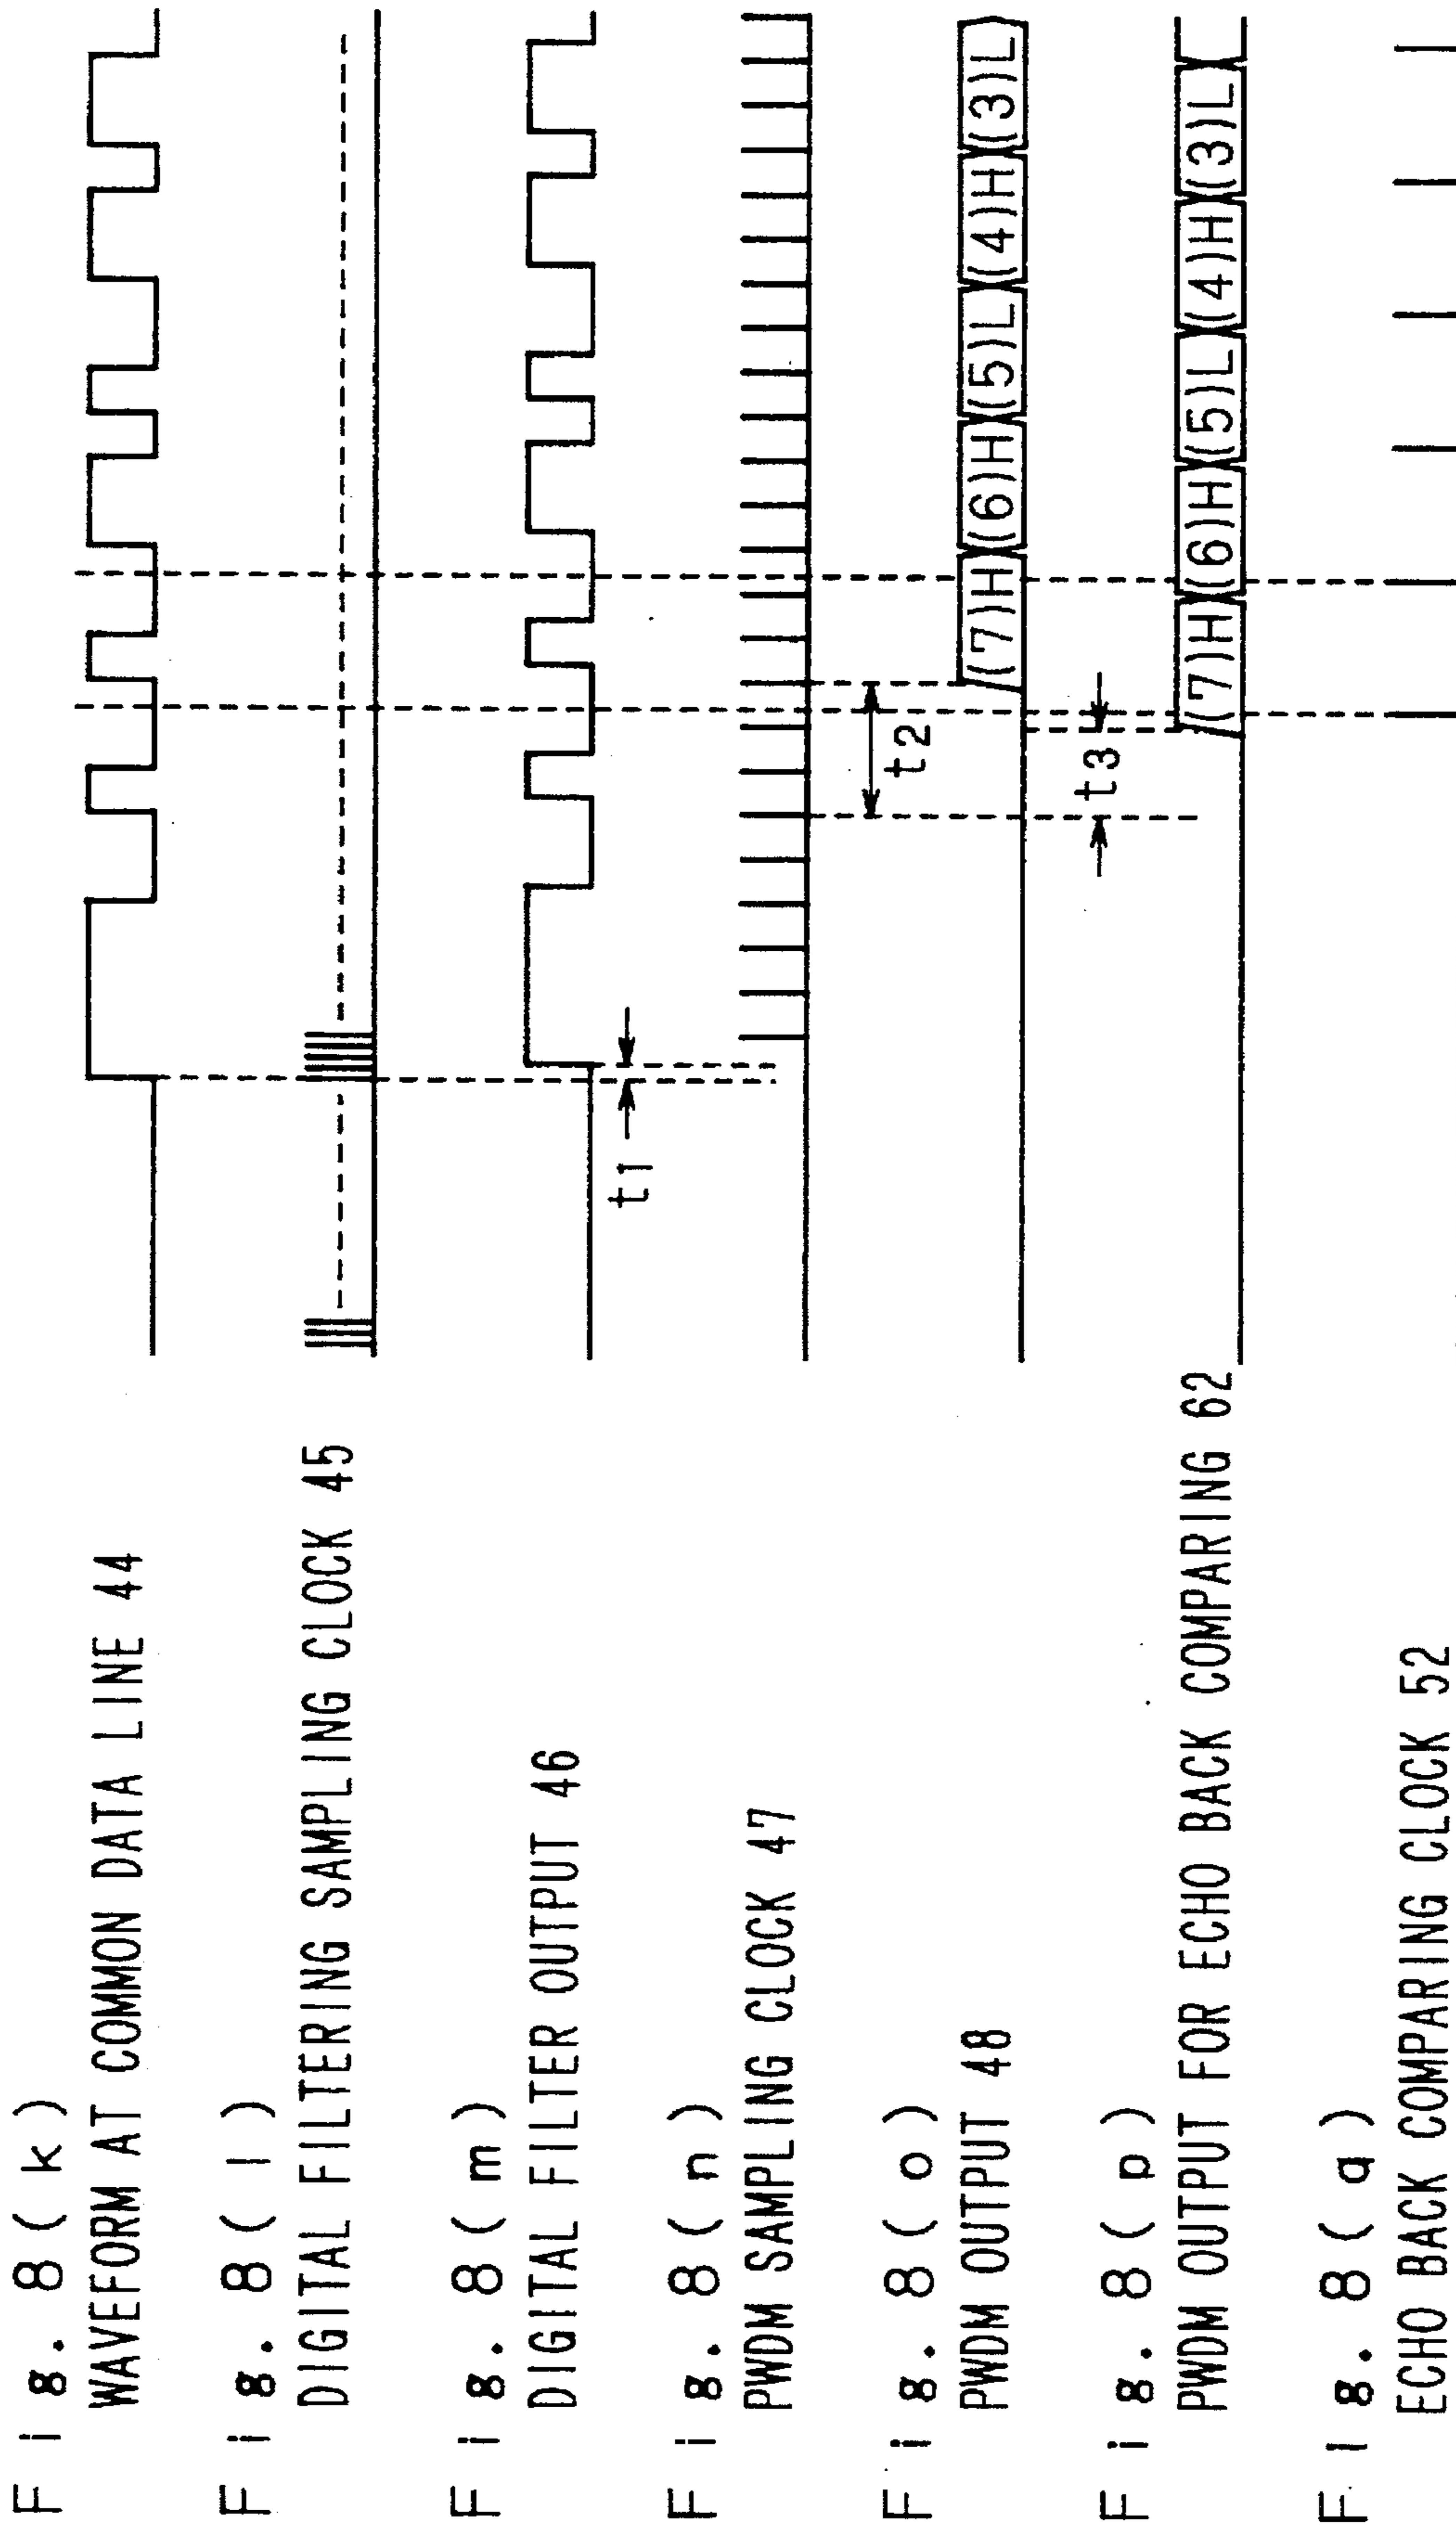 Fig. 8(k)
WAVEFORM AT COMMON DATA LINE 44
Fig. 8(l)
DIGITAL FILTERING SAMPLING CLOCK 45
Fig. 8(m)
DIGITAL FILTER OUTPUT 46
t1
Fig. 8(n)
PWDM SAMPLING CLOCK 47
Fig. 8(o)
PWDM OUTPUT 48
t2
(7)H (6)H (5)L (4)H (3)L
Fig. 8(p)
PWDM OUTPUT FOR ECHO BACK COMPARING 62
t3
(7)H (6)H (5)L (4)H (3)L
Fig. 8(q)
ECHO BACK COMPARING CLOCK 52